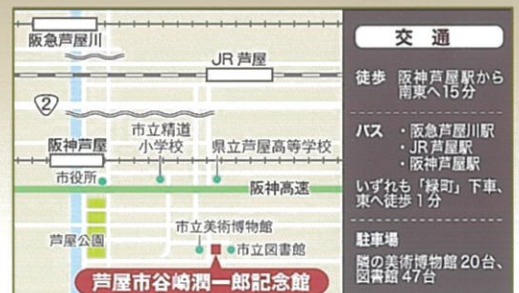 阪急芦屋川
JR 芦屋
2
市立精道
小学校
県立芦屋高等学校
阪神芦屋
市役所
阪神高速
芦屋公園
市立美術博物館
市立図書館
芦屋市谷崎潤一郎記念館
交通
徒歩 阪神芦屋駅から
南東へ15分
バス ・阪急芦屋川駅
・JR芦屋駅
・阪神芦屋駅
いずれも「緑町」下車、
東へ徒歩1分
駐車場
隣の美術博物館20台、
図書館47台